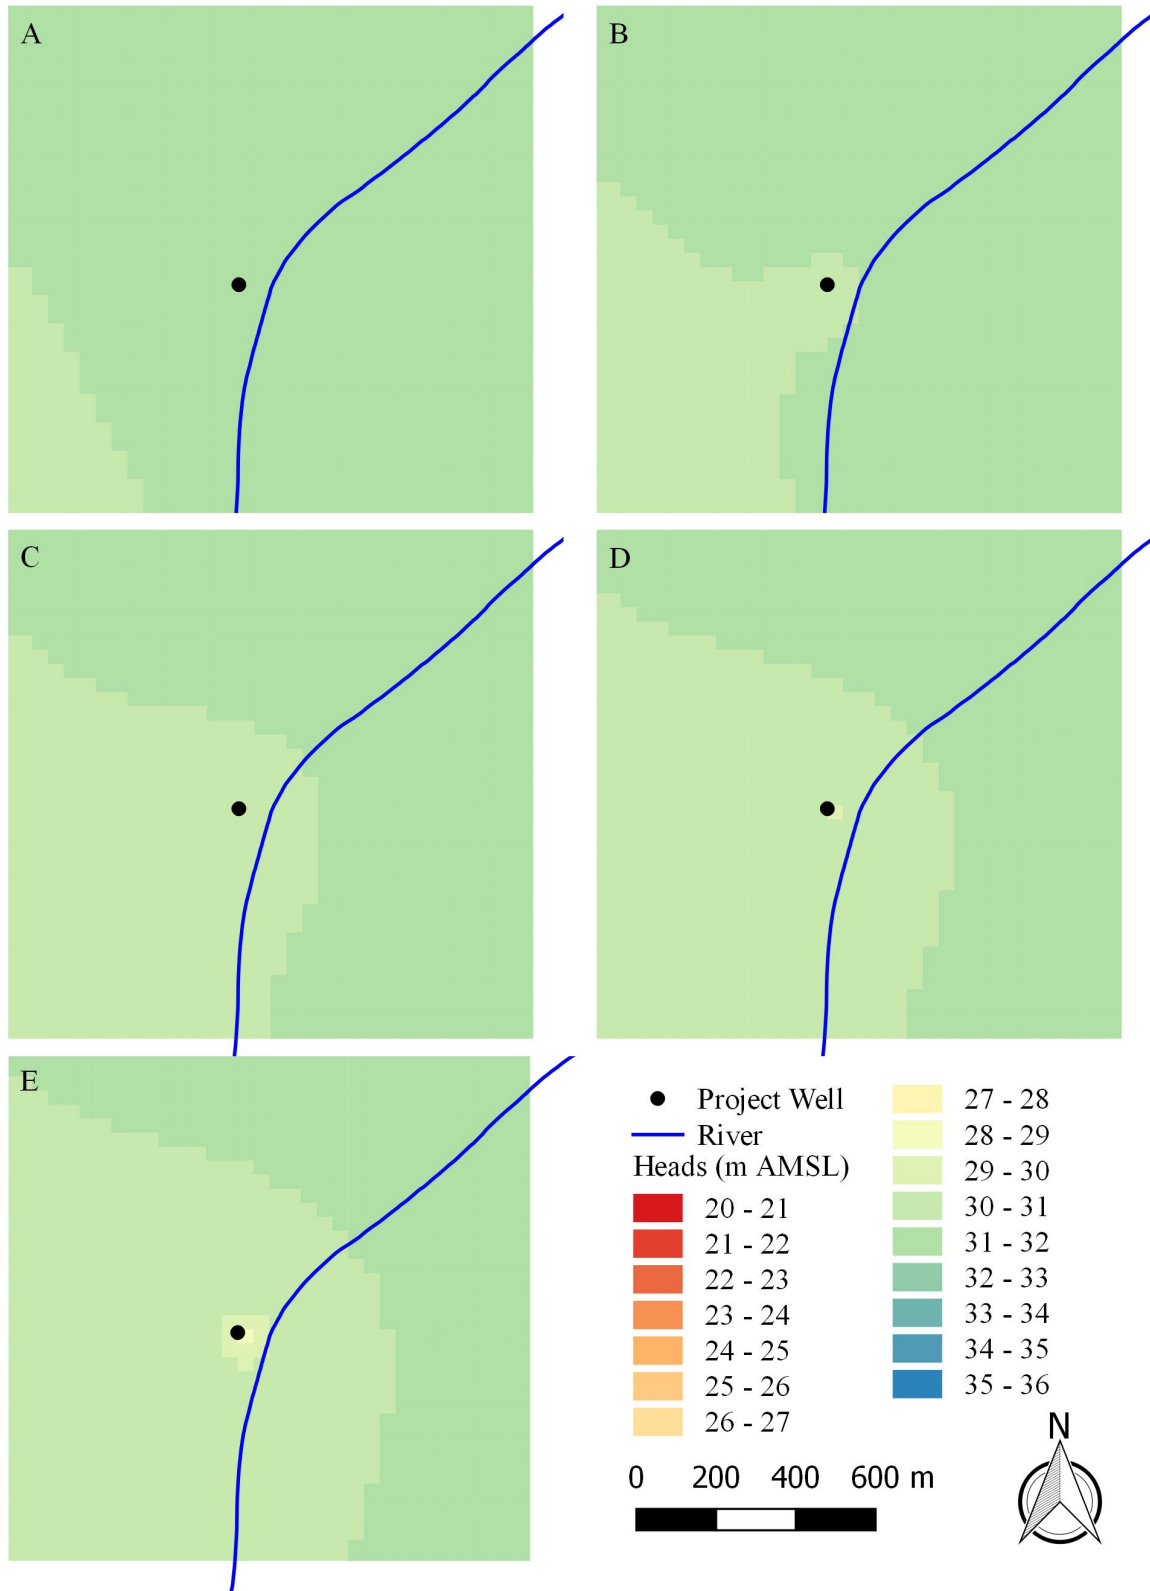 A
B
C
D
E
Project Well
River
Heads (m AMSL)
20 - 21
21 - 22
22 - 23
23 - 24
24 - 25
25 - 26
26 - 27
27 - 28
28 - 29
29 - 30
30 - 31
31 - 32
32 - 33
33 - 34
34 - 35
35 - 36
0 200 400 600 m
N